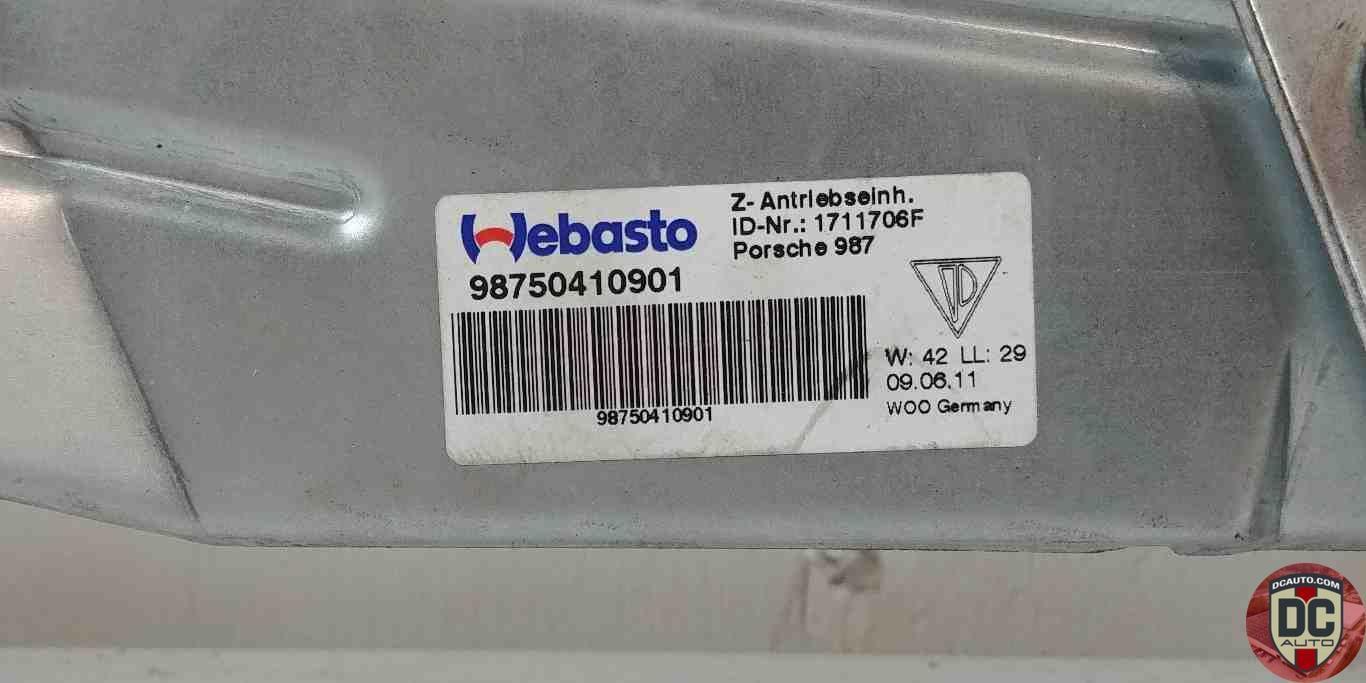 Webasto
Z- Antriebseinh.
ID-Nr.: 1711706F
Porsche 987
98750410901
W: 42 LL: 29
09.06.11
98750410901
WOO Germany
DCAUTO.COM
DC
AUTO